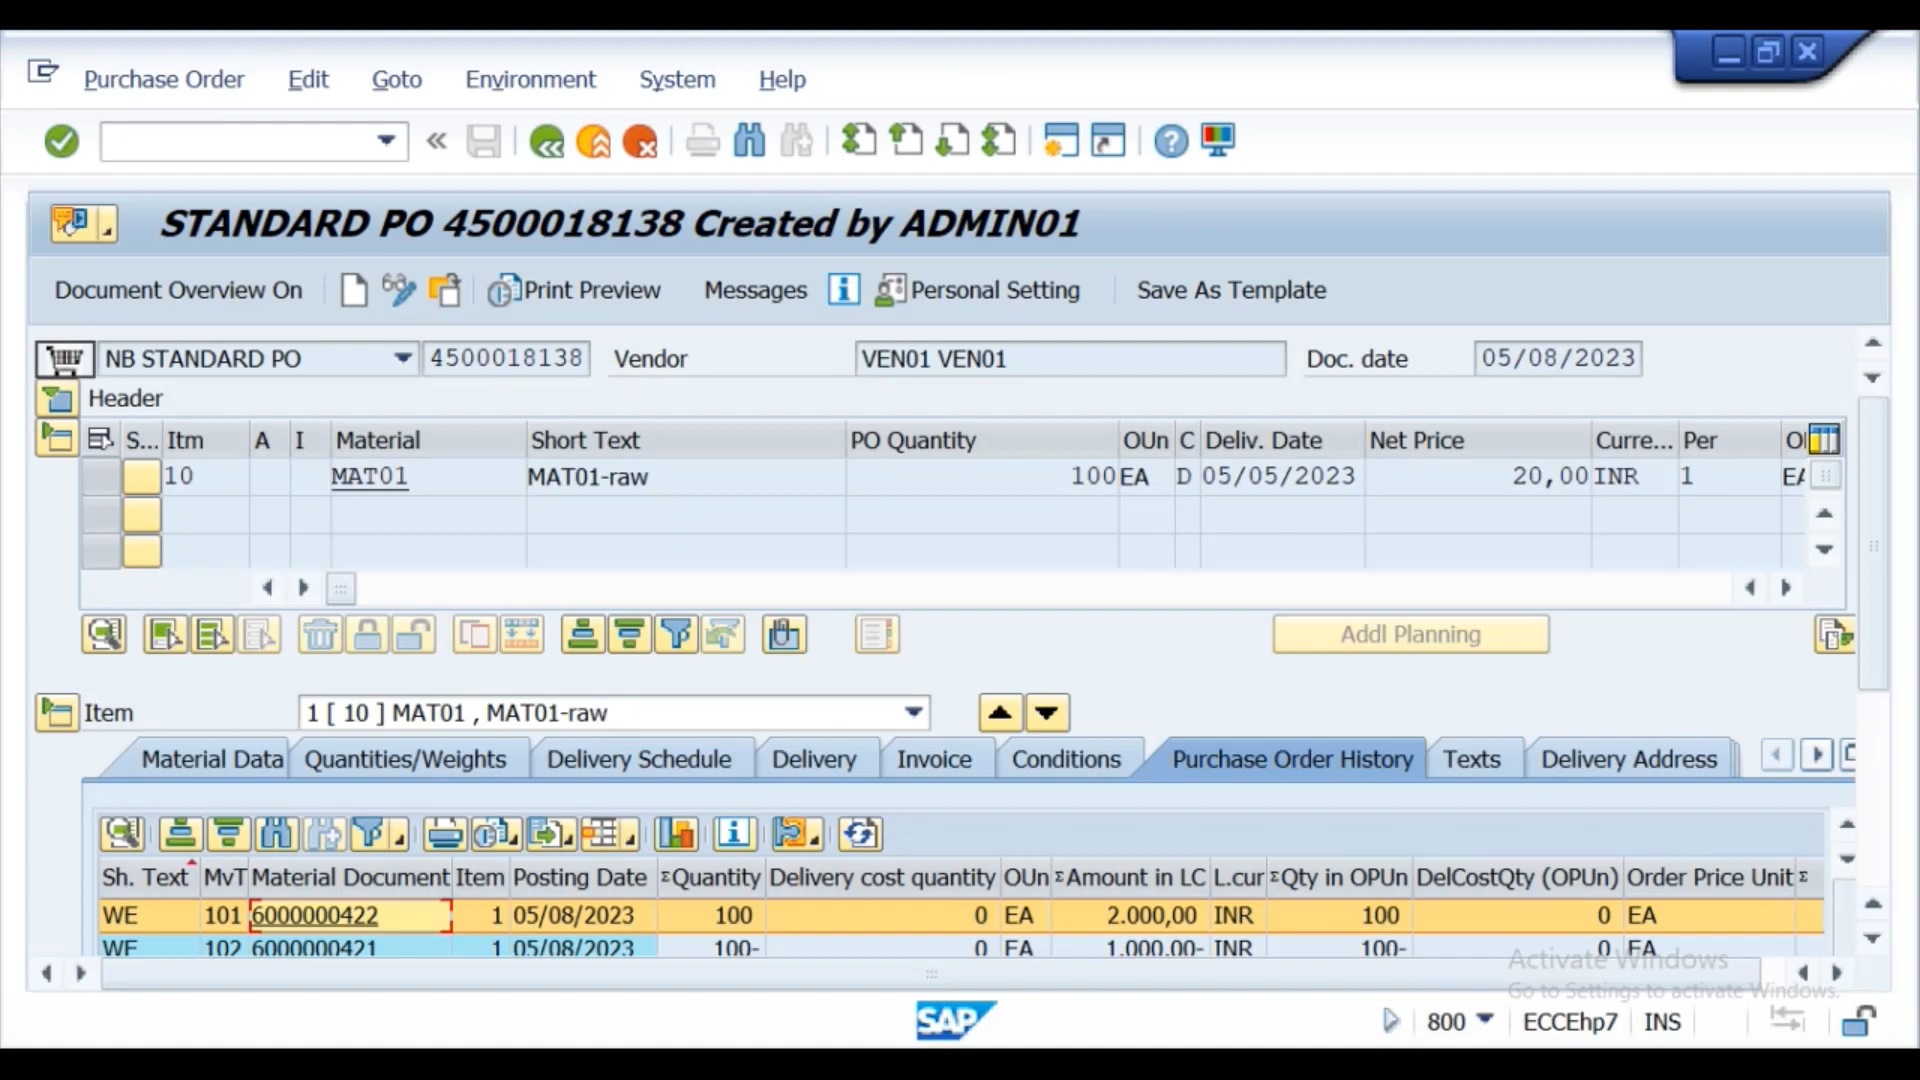 Purchase Order Edit Goto Environment System Help
STANDARD PO 4500018138 Created by ADMIN01
Document Overview On Print Preview Messages Personal Setting Save As Template
NB STANDARD PO 4500018138 Vendor VEN01 VEN01 Doc. date 05/08/2023
Header
S... Itm A I Material Short Text PO Quantity OUn C Deliv. Date Net Price Curre... Per
10 MAT01 MAT01-raw 100 EA D 05/05/2023 20,00 INR 1 EA
Addl Planning
Item 1 [ 10 ] MAT01 , MAT01-raw
Material Data Quantities/Weights Delivery Schedule Delivery Invoice Conditions Purchase Order History Texts Delivery Address
Sh. Text MvT Material Document Item Posting Date ΣQuantity Delivery cost quantity OUn ΣAmount in LC L.cur ΣQty in OPUn DelCostQty (OPUn) Order Price Unit Σ
WE 101 6000000422 1 05/08/2023 100 0 EA 2.000,00 INR 100 0 EA
WE 102 6000000421 1 05/08/2023 100- 0 EA 1.000,00- INR 100- 0 EA
Activate Windows
Go to Settings to activate Windows.
SAP 800 ECCEhp7 INS